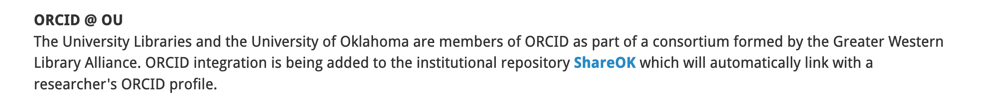 ORCID @ OU
The University Libraries and the University of Oklahoma are members of ORCID as part of a consortium formed by the Greater Western
Library Alliance. ORCID integration is being added to the institutional repository ShareOK which will automatically link with a
researcher's ORCID profile.